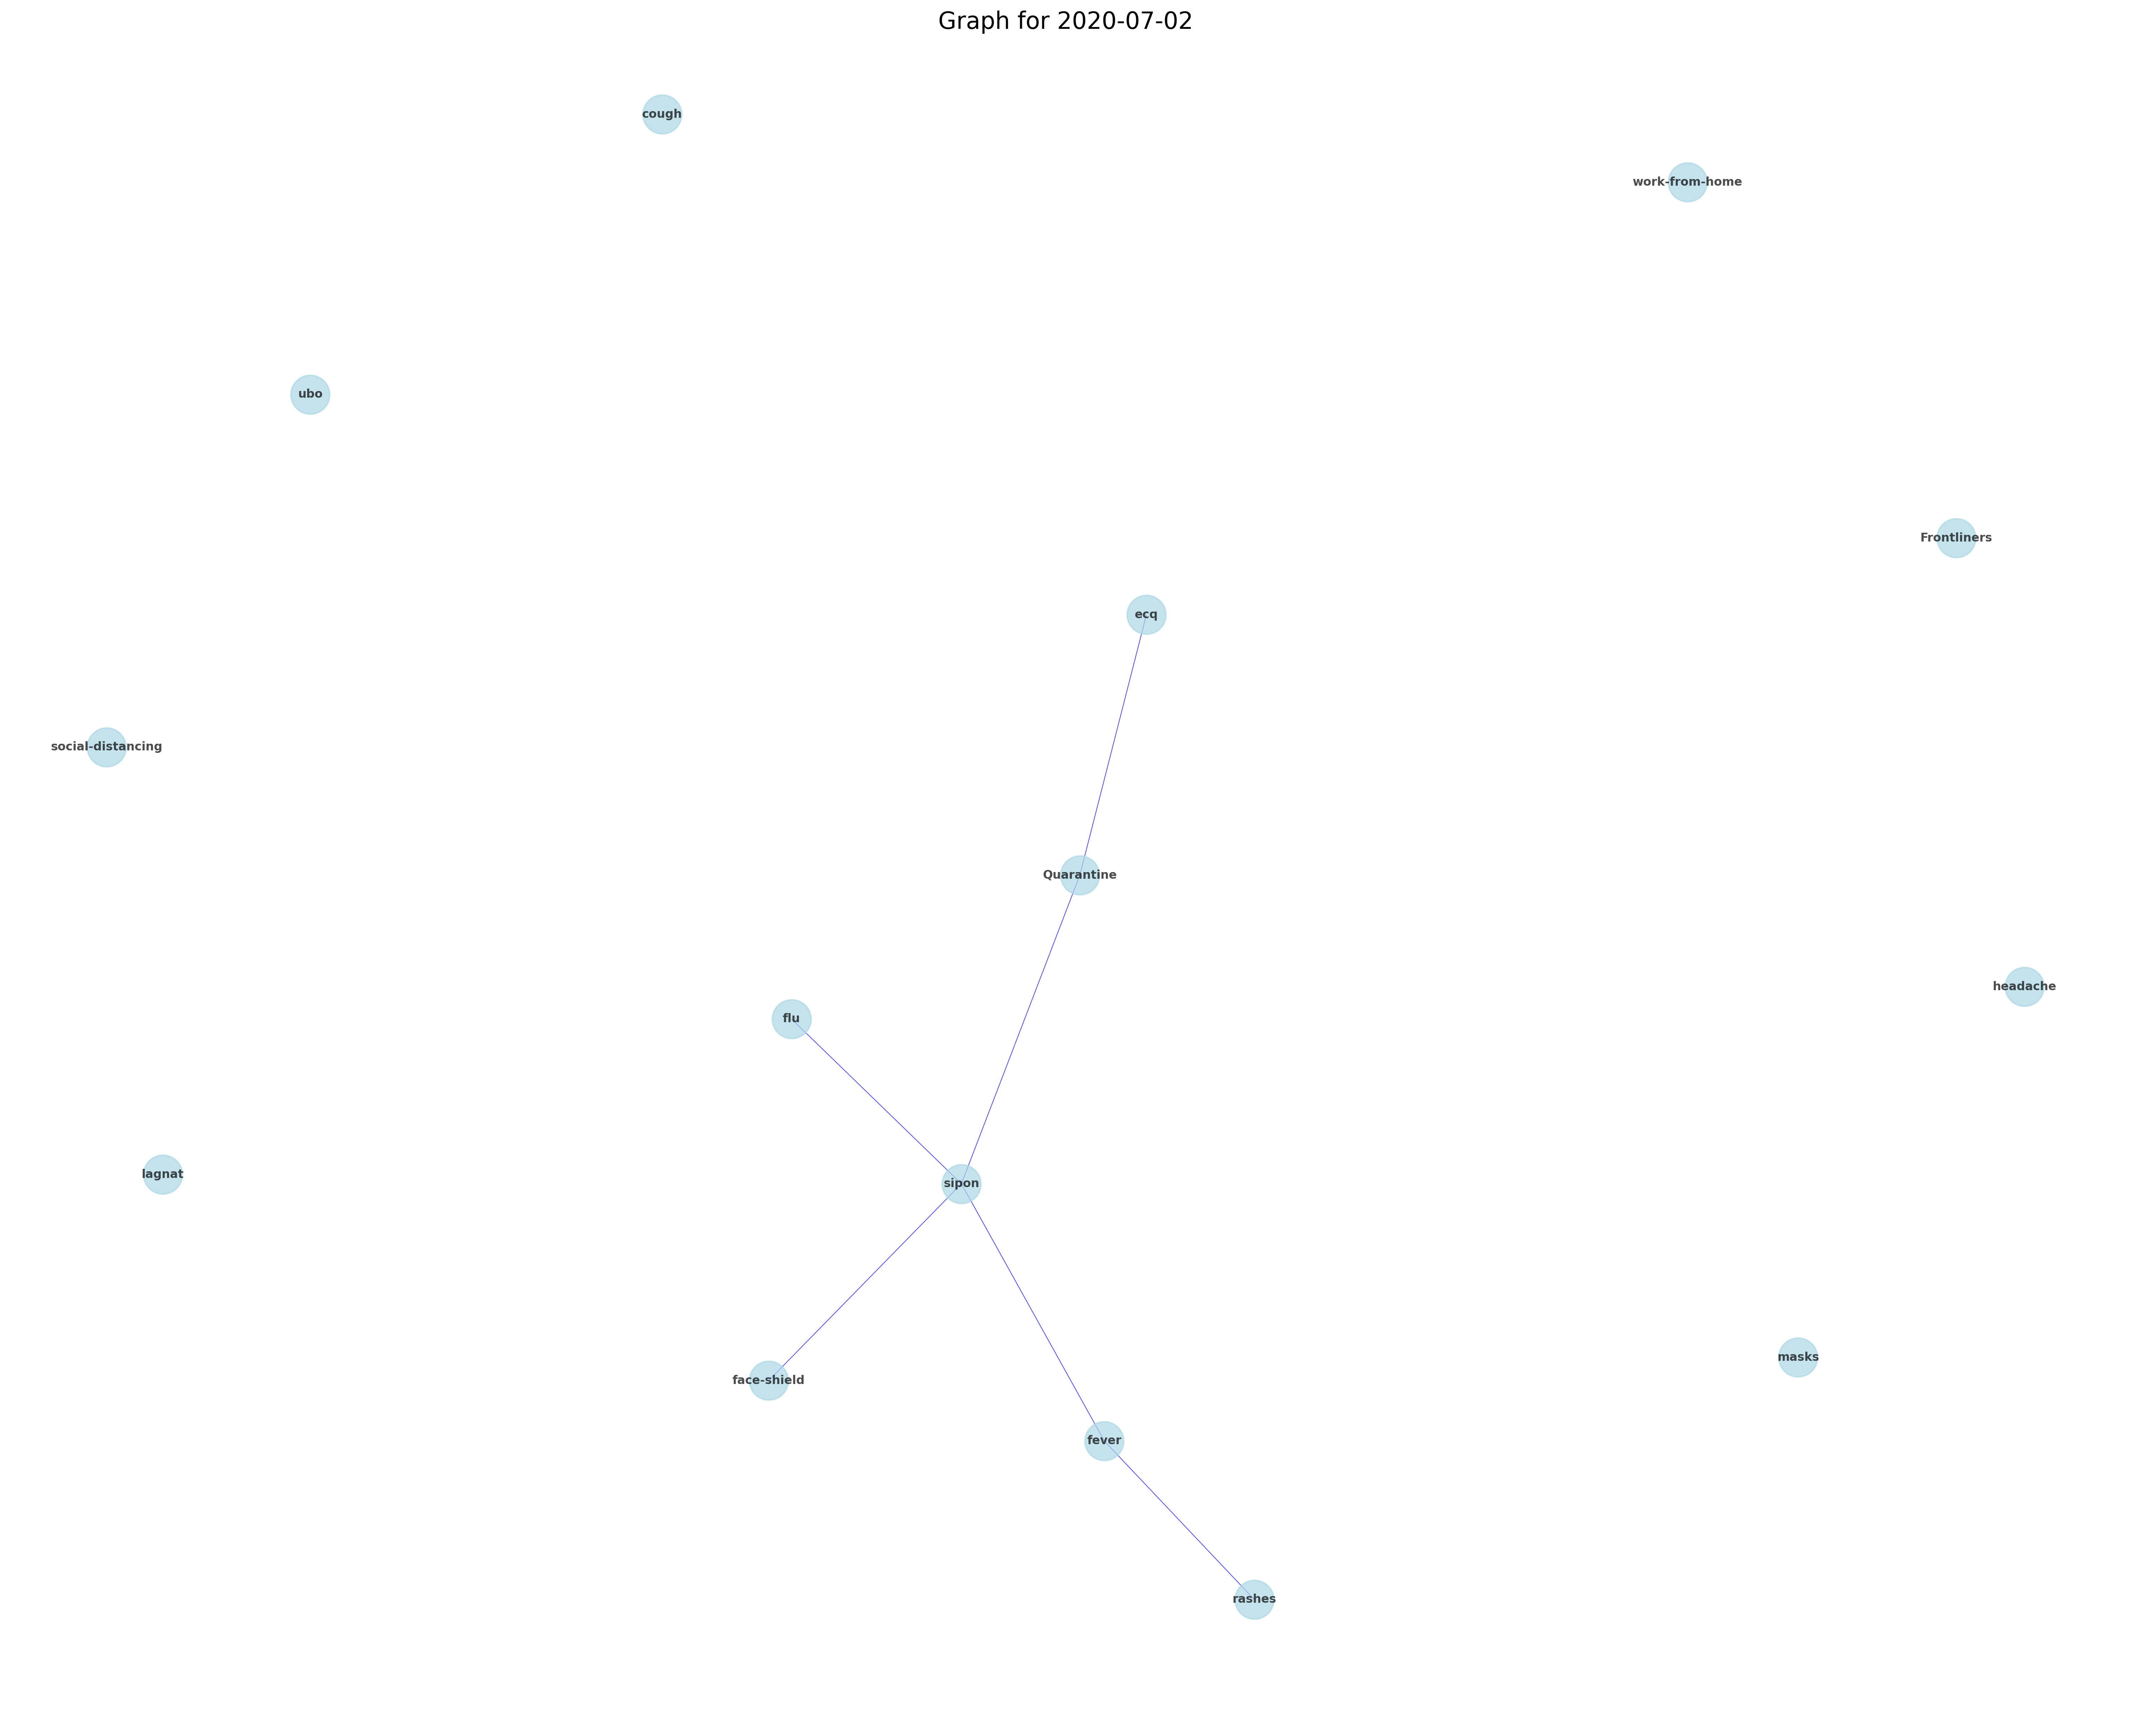 Graph for 2020-07-02
cough
work-from-home
ubo
Frontliners
ecq
social-distancing
Quarantine
headache
flu
lagnat
sipon
masks
face-shield
fever
rashes